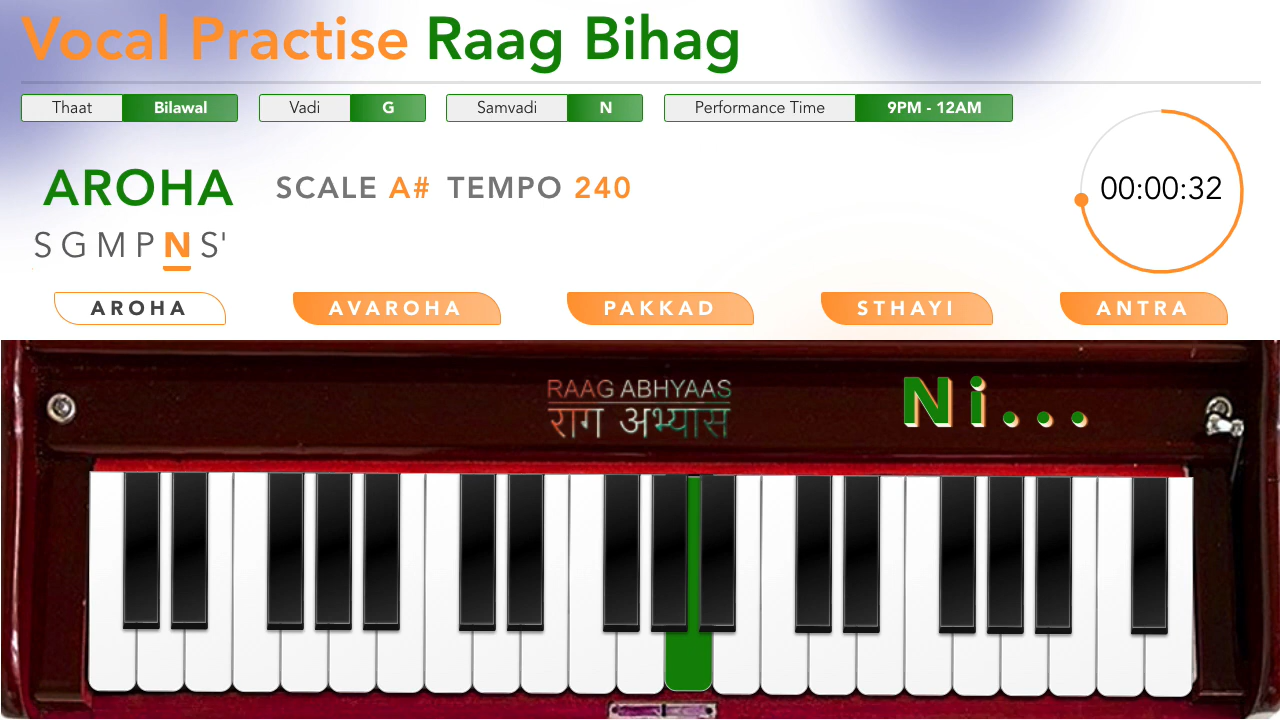 Vocal Practise Raag Bihag
Thaat Bilawal Vadi G Samvadi N Performance Time 9PM - 12AM
AROHA SCALE A# TEMPO 240 00:00:32
S G M P N S'
AROHA AVAROHA PAKKAD STHAYI ANTRA
RAAG ABHYAAS
राग अभ्यास
Ni...